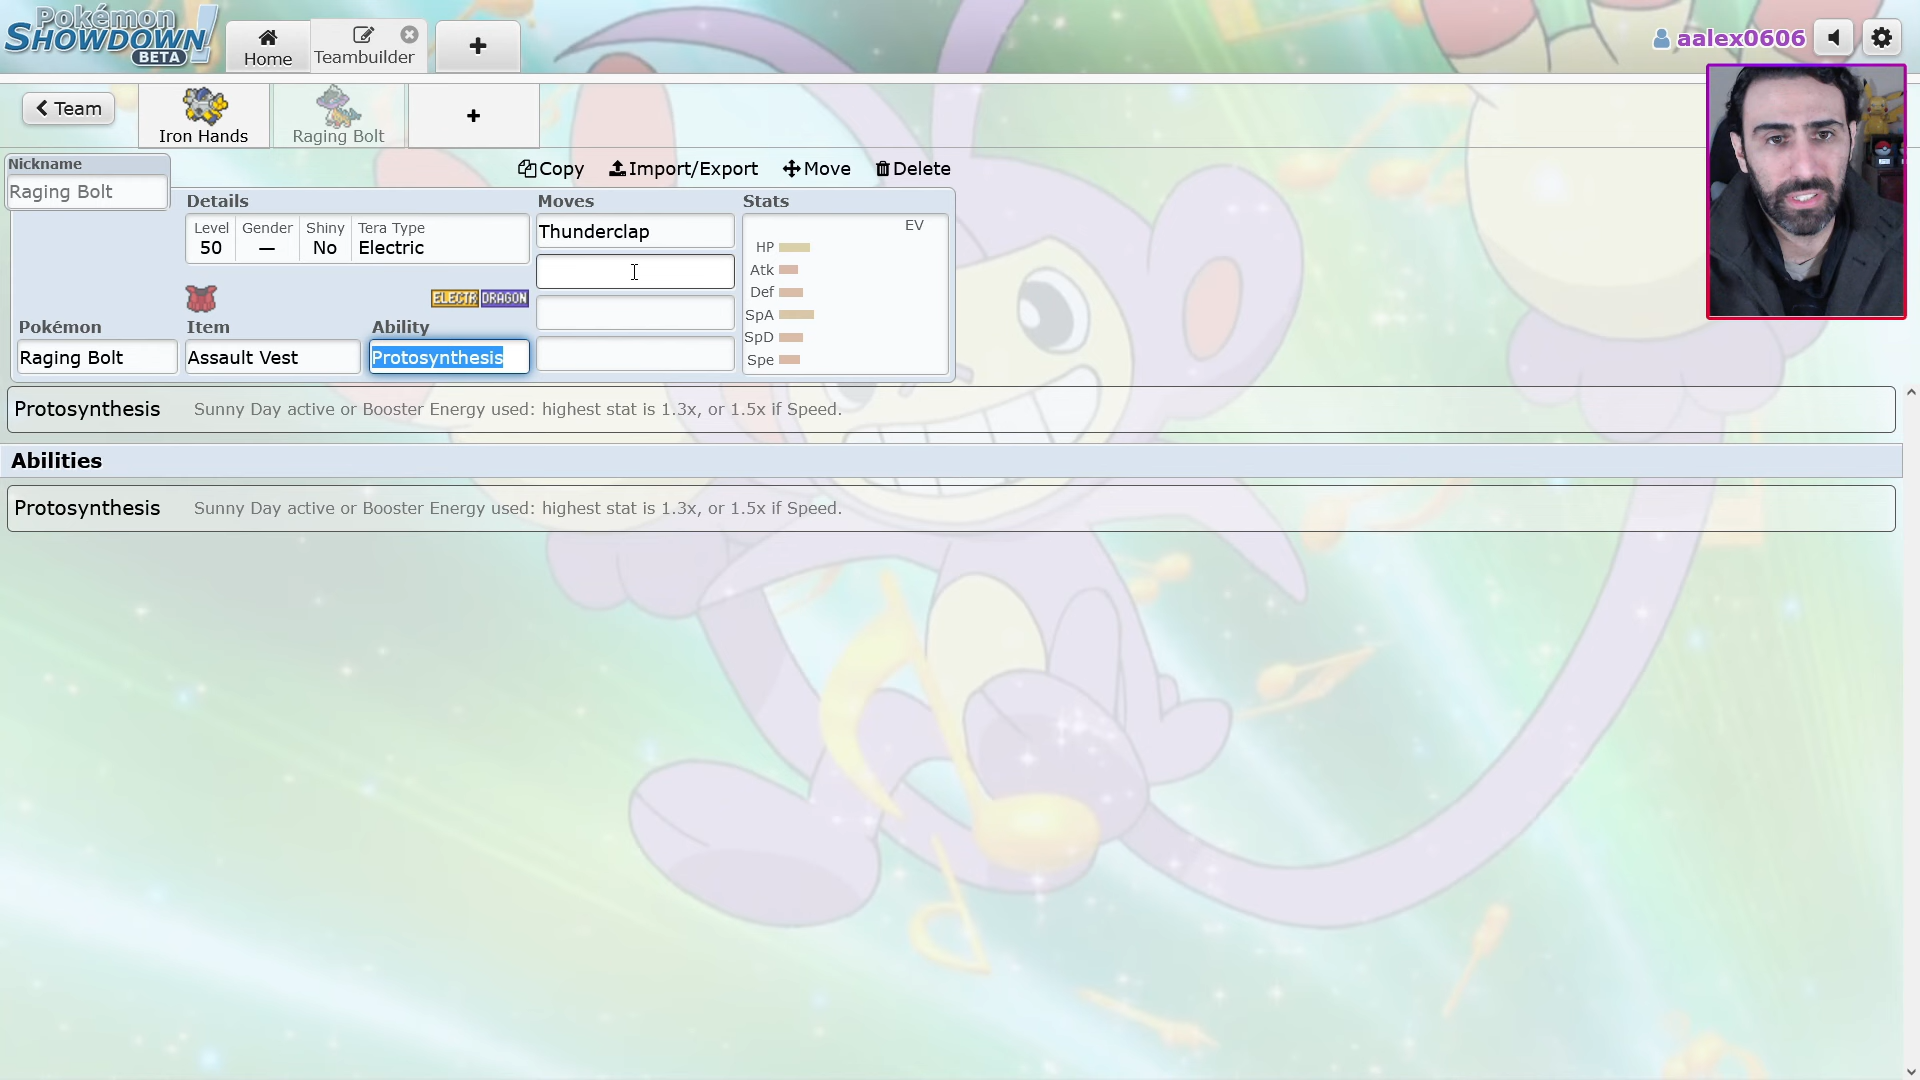 Pokémon
SHOWDOWN!
BETA
Home
Teambuilder
aalex0606
Team
Iron Hands
Raging Bolt
Nickname
Raging Bolt
Copy
Import/Export
Move
Delete
Details
Moves
Stats
Level
Gender
Shiny
Tera Type
50
—
No
Electric
Thunderclap
EV
HP
Atk
Def
SpA
SpD
Spe
ELECTR
DRAGON
Pokémon
Item
Ability
Raging Bolt
Assault Vest
Protosynthesis
Protosynthesis Sunny Day active or Booster Energy used: highest stat is 1.3x, or 1.5x if Speed.
Abilities
Protosynthesis Sunny Day active or Booster Energy used: highest stat is 1.3x, or 1.5x if Speed.